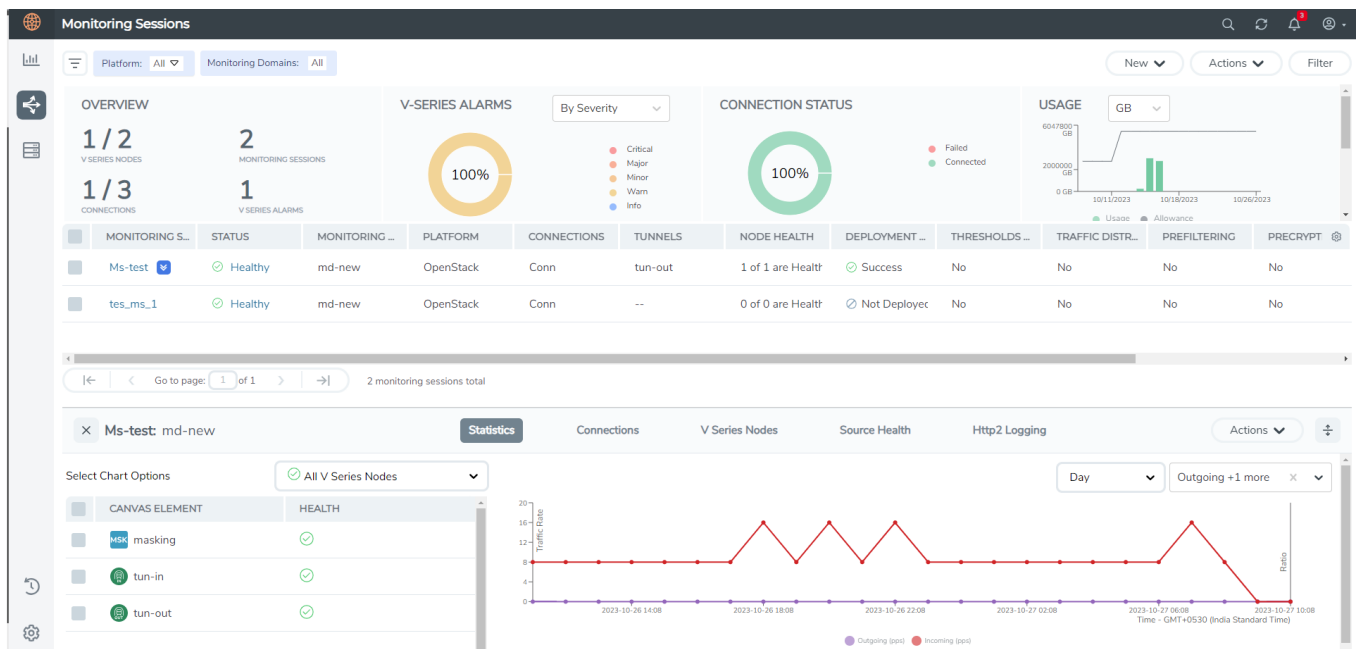 Monitoring Sessions
3
Platform: All
Monitoring Domains: All
New
Actions
Filter
OVERVIEW
1 / 2
V SERIES NODES
2
MONITORING SESSIONS
1 / 3
CONNECTIONS
1
V SERIES ALARMS
V-SERIES ALARMS
By Severity
100%
Critical
Major
Minor
Warn
Info
CONNECTION STATUS
100%
Failed
Connected
USAGE
GB
6047800
GB
2000000
GB
0 GB
10/11/2023 10/18/2023 10/26/2023
Usage Allowance
MONITORING S... STATUS MONITORING ... PLATFORM CONNECTIONS TUNNELS NODE HEALTH DEPLOYMENT ... THRESHOLDS ... TRAFFIC DISTR... PREFILTERING PRECRYPT
Ms-test Healthy md-new OpenStack Conn tun-out 1 of 1 are Health Success No No No No
tes_ms_1 Healthy md-new OpenStack Conn -- 0 of 0 are Health Not Deployec No No No No
Go to page: 1 of 1
2 monitoring sessions total
Ms-test: md-new
Statistics
Connections
V Series Nodes
Source Health
Http2 Logging
Actions
Select Chart Options
All V Series Nodes
Day
Outgoing +1 more
CANVAS ELEMENT HEALTH
MSK masking
tun-in
tun-out
Traffic Rate
20
16
12
8
4
0
Ratio
2023-10-26 14:08 2023-10-26 18:08 2023-10-26 22:08 2023-10-27 02:08 2023-10-27 06:08 2023-10-27 10:08
Time - GMT+0530 (India Standard Time)
Outgoing (pps) Incoming (pps)